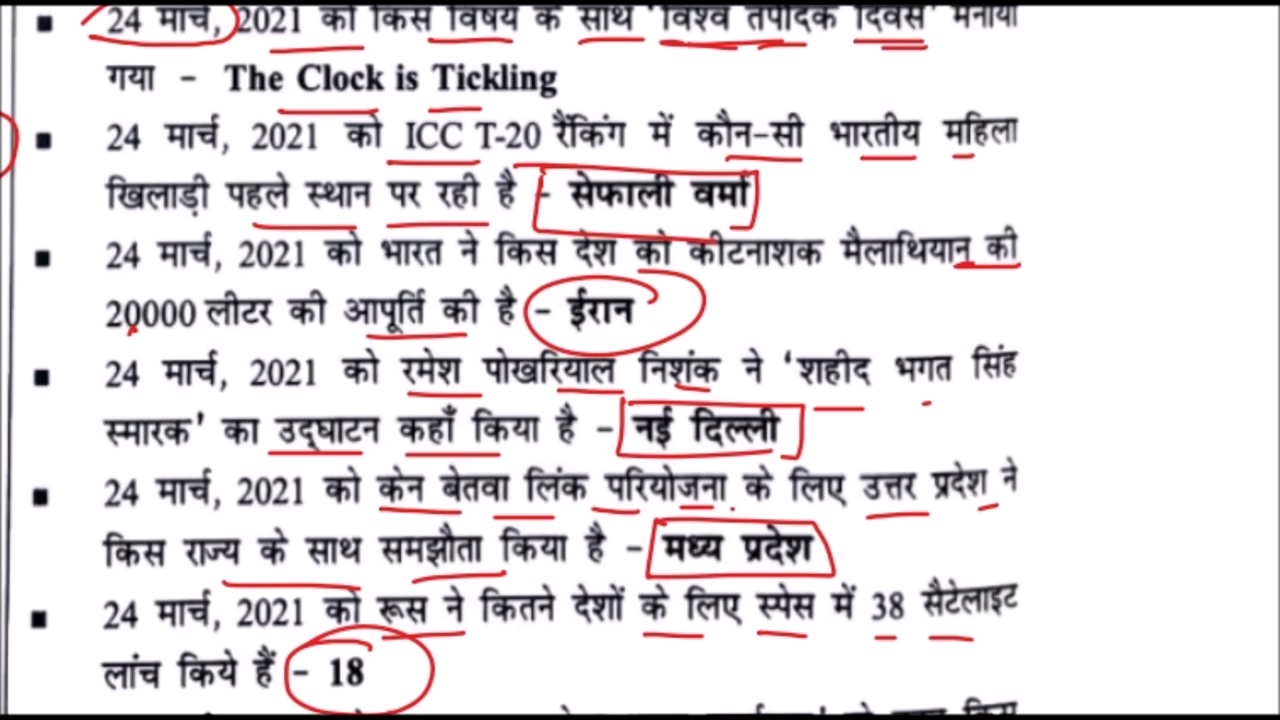 ▪ 24 मार्च, 2021 को किस विषय के साथ 'विश्व तपेदिक दिवस' मनाया
गया - The Clock is Tickling
▪ 24 मार्च, 2021 को ICC T-20 रैंकिंग में कौन-सी भारतीय महिला
खिलाड़ी पहले स्थान पर रही है - सेफाली वर्मा
▪ 24 मार्च, 2021 को भारत ने किस देश को कीटनाशक मैलाथियान की
20000 लीटर की आपूर्ति की है - ईरान
▪ 24 मार्च, 2021 को रमेश पोखरियाल निशंक ने 'शहीद भगत सिंह
स्मारक' का उद्घाटन कहाँ किया है - नई दिल्ली
▪ 24 मार्च, 2021 को केन बेतवा लिंक परियोजना के लिए उत्तर प्रदेश ने
किस राज्य के साथ समझौता किया है - मध्य प्रदेश
▪ 24 मार्च, 2021 को रूस ने कितने देशों के लिए स्पेस में 38 सैटेलाइट
लांच किये हैं - 18